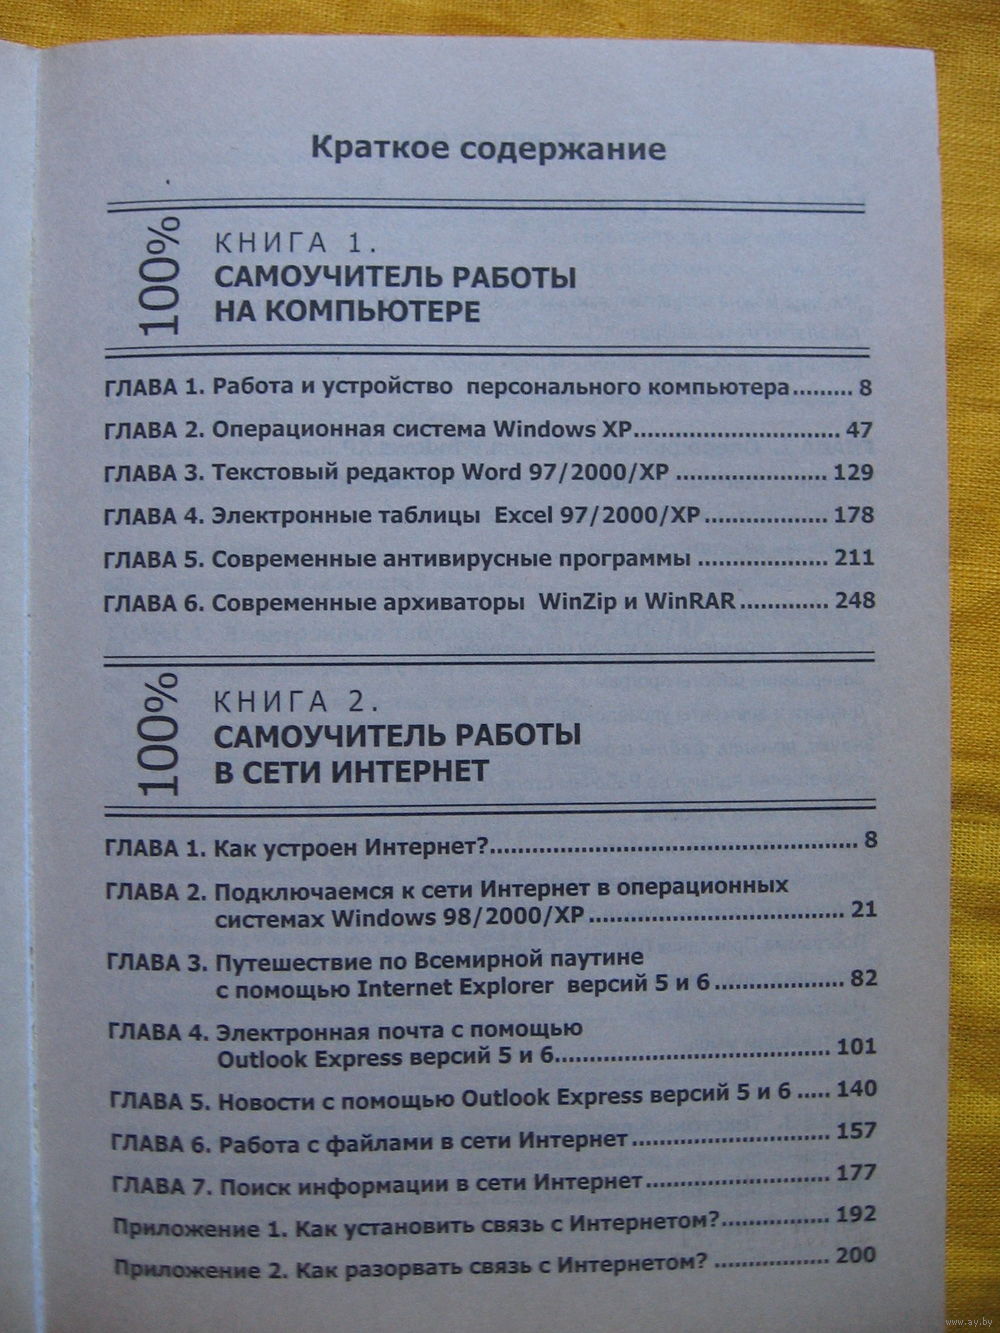 Краткое содержание
100%
КНИГА 1.
САМОУЧИТЕЛЬ РАБОТЫ
НА КОМПЬЮТЕРЕ
ГЛАВА 1. Работа и устройство персонального компьютера......... 8
ГЛАВА 2. Операционная система Windows XP............................. 47
ГЛАВА 3. Текстовый редактор Word 97/2000/XP ..................... 129
ГЛАВА 4. Электронные таблицы Excel 97/2000/XP................. 178
ГЛАВА 5. Современные антивирусные программы .................. 211
ГЛАВА 6. Современные архиваторы WinZip и WinRAR............ 248
100%
КНИГА 2.
САМОУЧИТЕЛЬ РАБОТЫ
В СЕТИ ИНТЕРНЕТ
ГЛАВА 1. Как устроен Интернет?.................................................... 8
ГЛАВА 2. Подключаемся к сети Интернет в операционных
системах Windows 98/2000/XP.................................... 21
ГЛАВА 3. Путешествие по Всемирной паутине
с помощью Internet Explorer версий 5 и 6.................. 82
ГЛАВА 4. Электронная почта с помощью
Outlook Express версий 5 и 6...................................... 101
ГЛАВА 5. Новости с помощью Outlook Express версий 5 и 6 ..... 140
ГЛАВА 6. Работа с файлами в сети Интернет............................ 157
ГЛАВА 7. Поиск информации в сети Интернет.......................... 177
Приложение 1. Как установить связь с Интернетом?............... 192
Приложение 2. Как разорвать связь с Интернетом? ................ 200
www.ay.by